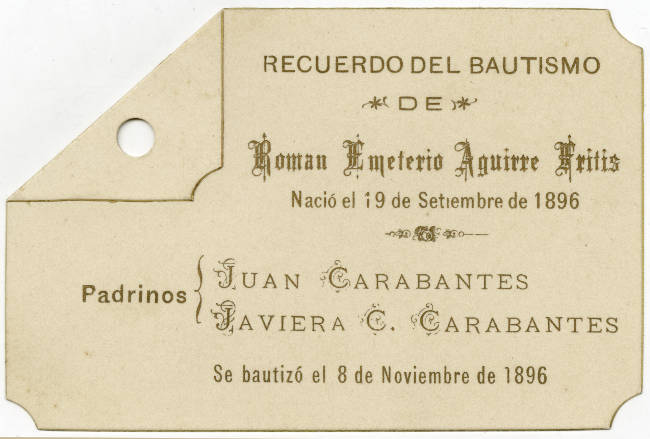 RECUERDO DEL BAUTISMO
DE
Roman Emeterio Aguirre Fritis
Nació el 19 de Setiembre de 1896
Padrinos { JUAN CARABANTES
JAVIERA C. CARABANTES
Se bautizó el 8 de Noviembre de 1896